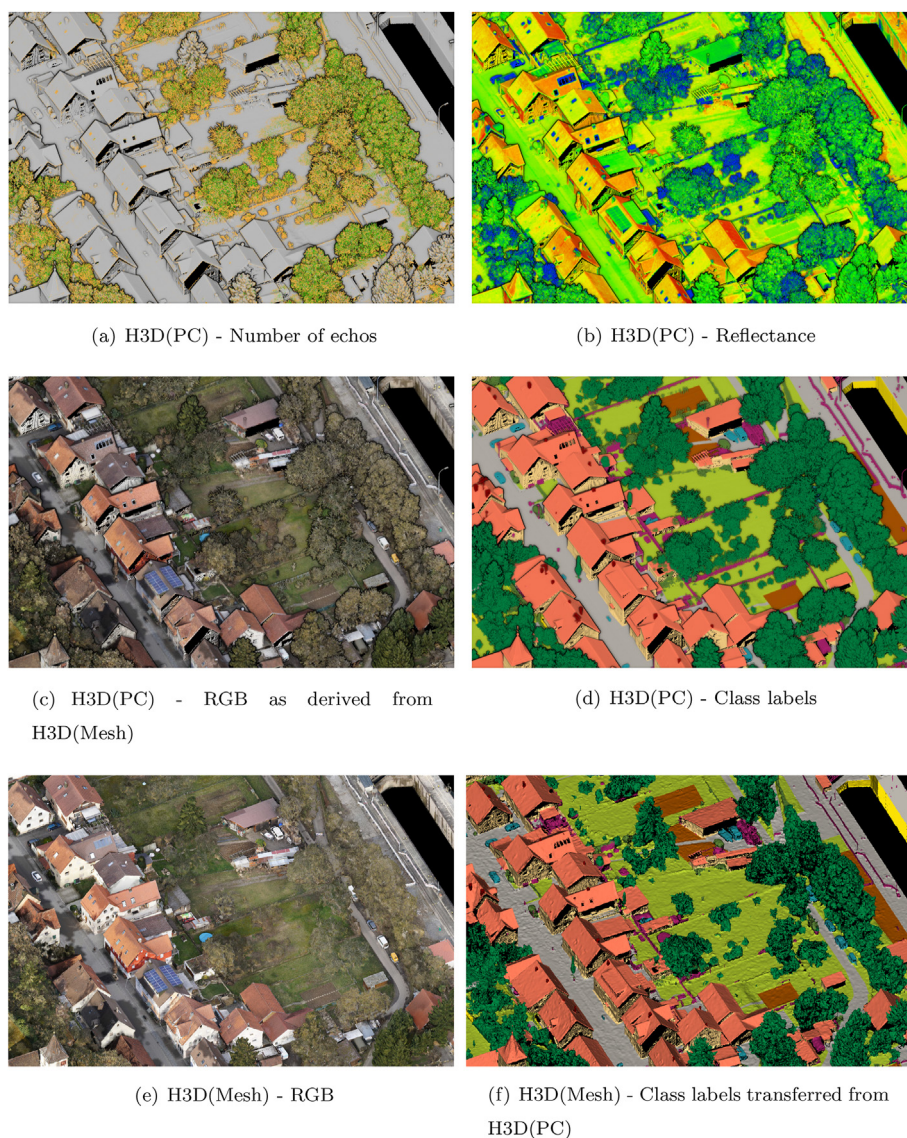 (a) H3D(PC) - Number of echos
(b) H3D(PC) - Reflectance
(c) H3D(PC) - RGB as derived from
H3D(Mesh)
(d) H3D(PC) - Class labels
(e) H3D(Mesh) - RGB
(f) H3D(Mesh) - Class labels transferred from
H3D(PC)